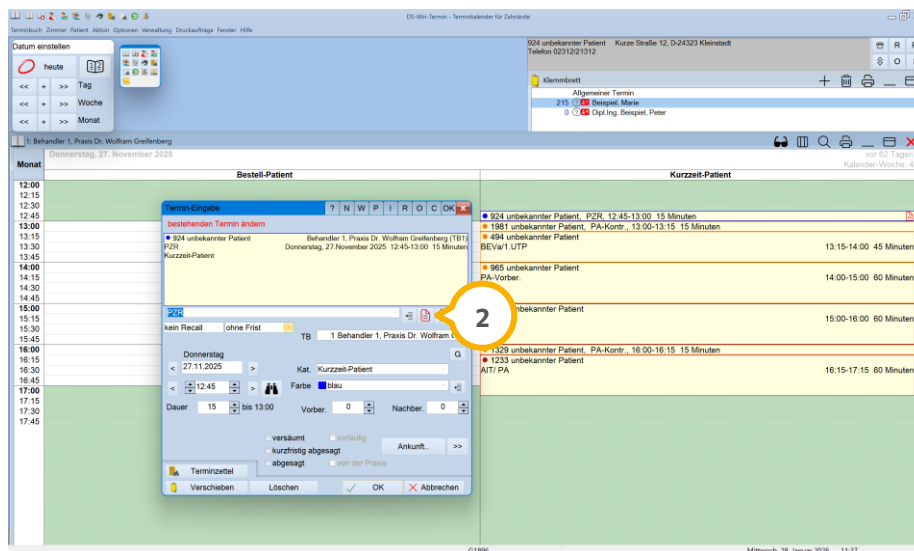 DS-Win-Termin - Terminkalender für Zahnärzte
Terminbuch Zimmer Patient Aktion Optionen Verwaltung Druckaufträge Fenster Hilfe
Datum einstellen
heute
<< + >> Tag
<< + >> Woche
<< + >> Monat
924 unbekannter Patient Kurze Straße 12, D-24323 Kleinstadt
Telefon 02312/21312
R
O
Klemmbrett
Allgemeiner Termin
215 Beispiel, Marie
0 Dipl.Ing. Beispiel, Peter
1: Behandler 1, Praxis Dr. Wolfram Greifenberg
Monat
Donnerstag, 27. November 2025
vor 62 Tagen
Kalender-Woche: 4
Bestell-Patient
Kurzzeit-Patient
12:00
12:15
12:30
12:45
13:00
13:15
13:30
13:45
14:00
14:15
14:30
14:45
15:00
15:15
15:30
15:45
16:00
16:15
16:30
16:45
17:00
17:15
17:30
17:45
924 unbekannter Patient, PZR, 12:45-13:00 15 Minuten
1981 unbekannter Patient, PA-Kontr., 13:00-13:15 15 Minuten
494 unbekannter Patient
BEVa/1.UTP 13:15-14:00 45 Minuten
965 unbekannter Patient
PA-Vorber. 14:00-15:00 60 Minuten
unbekannter Patient
15:00-16:00 60 Minuten
1329 unbekannter Patient, PA-Kontr., 16:00-16:15 15 Minuten
1233 unbekannter Patient
AIT/ PA 16:15-17:15 60 Minuten
Termin-Eingabe ? N W P I R O C OK
bestehenden Termin ändern
924 unbekannter Patient Behandler 1, Praxis Dr. Wolfram Greifenberg (TB1)
PZR Donnerstag, 27.November 2025 12:45-13:00 15 Minuten
Kurzzeit-Patient
PZR
2
kein Recall ohne Frist
TB 1 Behandler 1, Praxis Dr. Wolfram
G
Donnerstag
< 27.11.2025 > Kat. Kurzzeit-Patient
< 12:45 > Farbe blau
Dauer 15 bis 13:00 Vorber. 0 Nachber. 0
versäumt vorläufig
kurzfristig abgesagt Ankunft.. >>
abgesagt von der Praxis
Terminzettel
Verschieben Löschen OK Abbrechen
G1896 Mittwoch, 28. Januar 2026 11:27